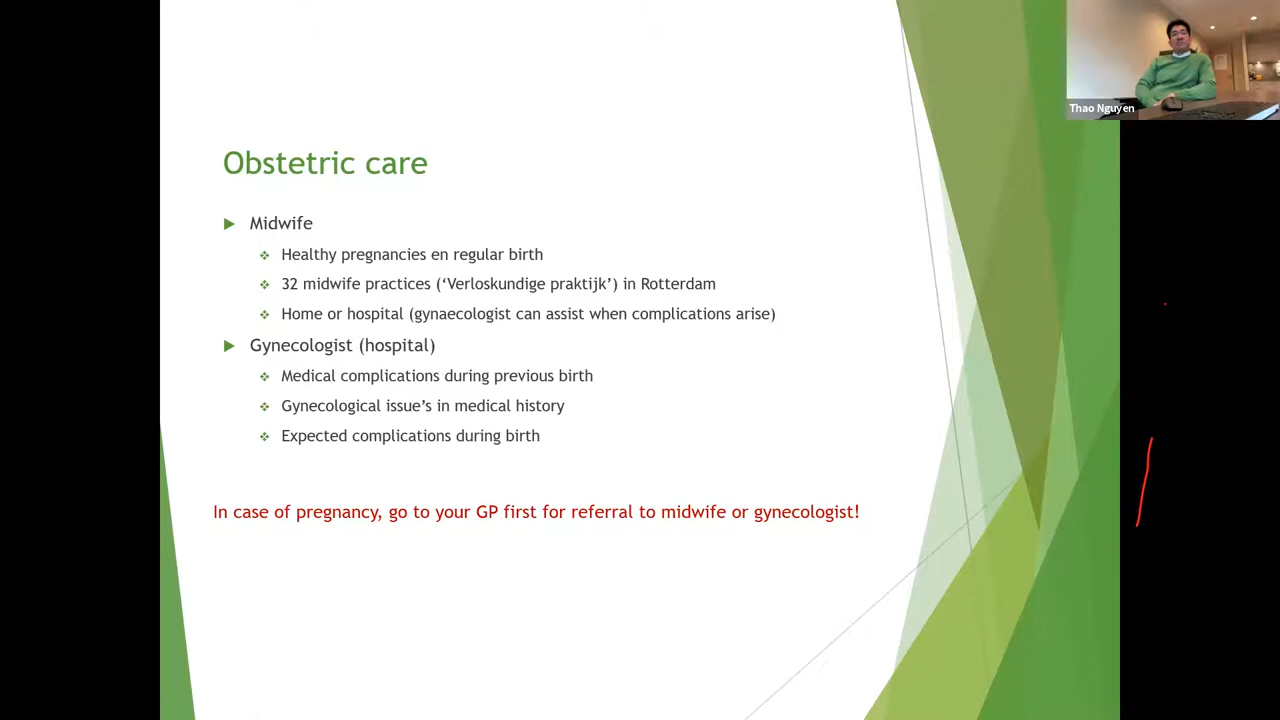 Thao Nguyen
Obstetric care
Midwife
Healthy pregnancies en regular birth
32 midwife practices (‘Verloskundige praktijk’) in Rotterdam
Home or hospital (gynaecologist can assist when complications arise)
Gynecologist (hospital)
Medical complications during previous birth
Gynecological issue’s in medical history
Expected complications during birth
In case of pregnancy, go to your GP first for referral to midwife or gynecologist!